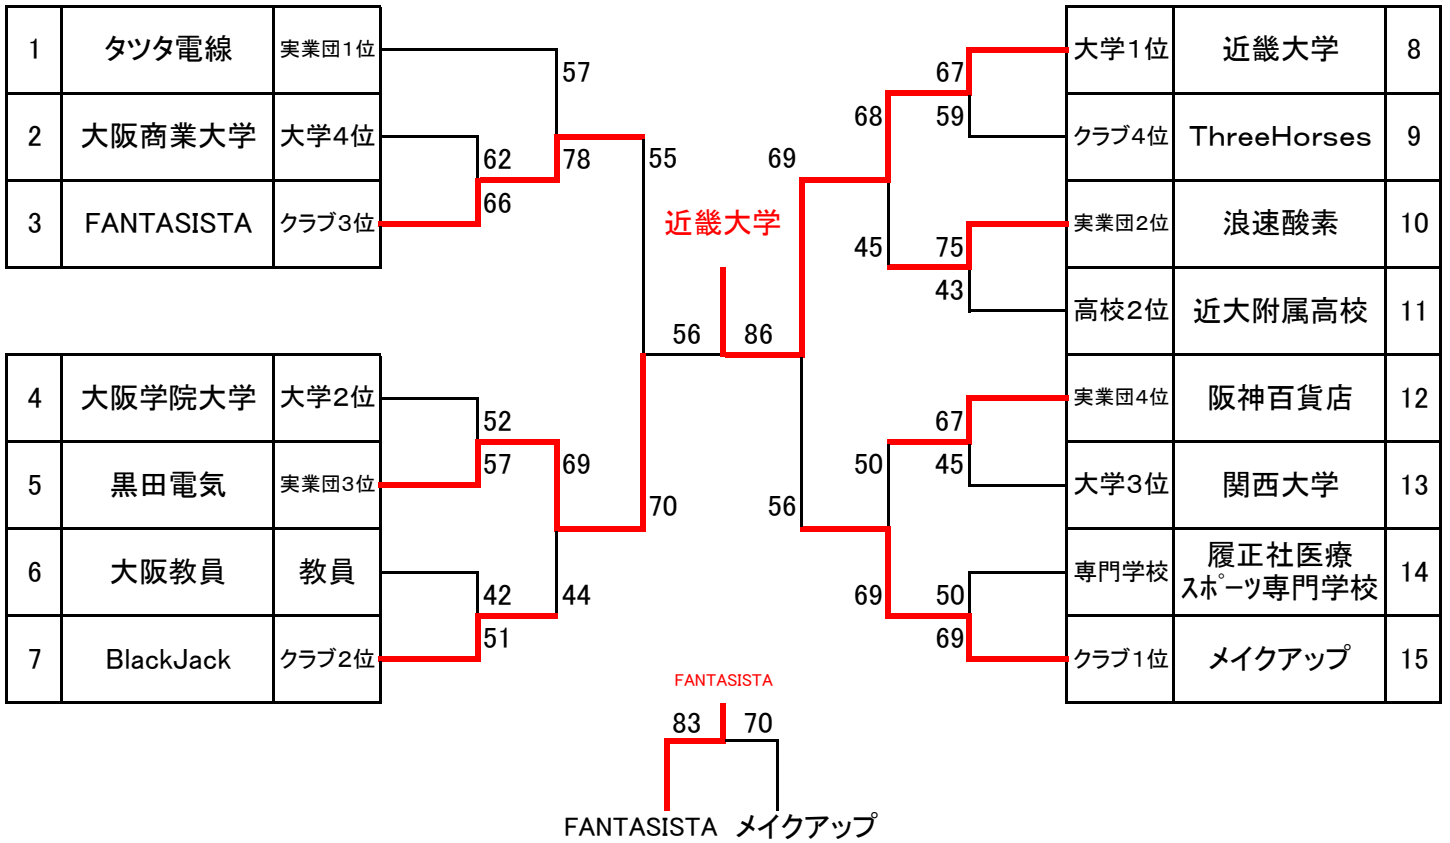 1 タツタ電線 実業団1位
2 大阪商業大学 大学4位
3 FANTASISTA クラブ3位
4 大阪学院大学 大学2位
5 黒田電気 実業団3位
6 大阪教員 教員
7 BlackJack クラブ2位
57
62
78
66
55
52
57
69
70
42
44
51
近畿大学
56 86
69
68
67
59
45
75
43
50
67
45
56
69
50
69
大学1位 近畿大学 8
クラブ4位 ThreeHorses 9
実業団2位 浪速酸素 10
高校2位 近大附属高校 11
実業団4位 阪神百貨店 12
大学3位 関西大学 13
専門学校 履正社医療 14
スポーツ専門学校
クラブ1位 メイクアップ 15
FANTASISTA
83 70
FANTASISTA メイクアップ